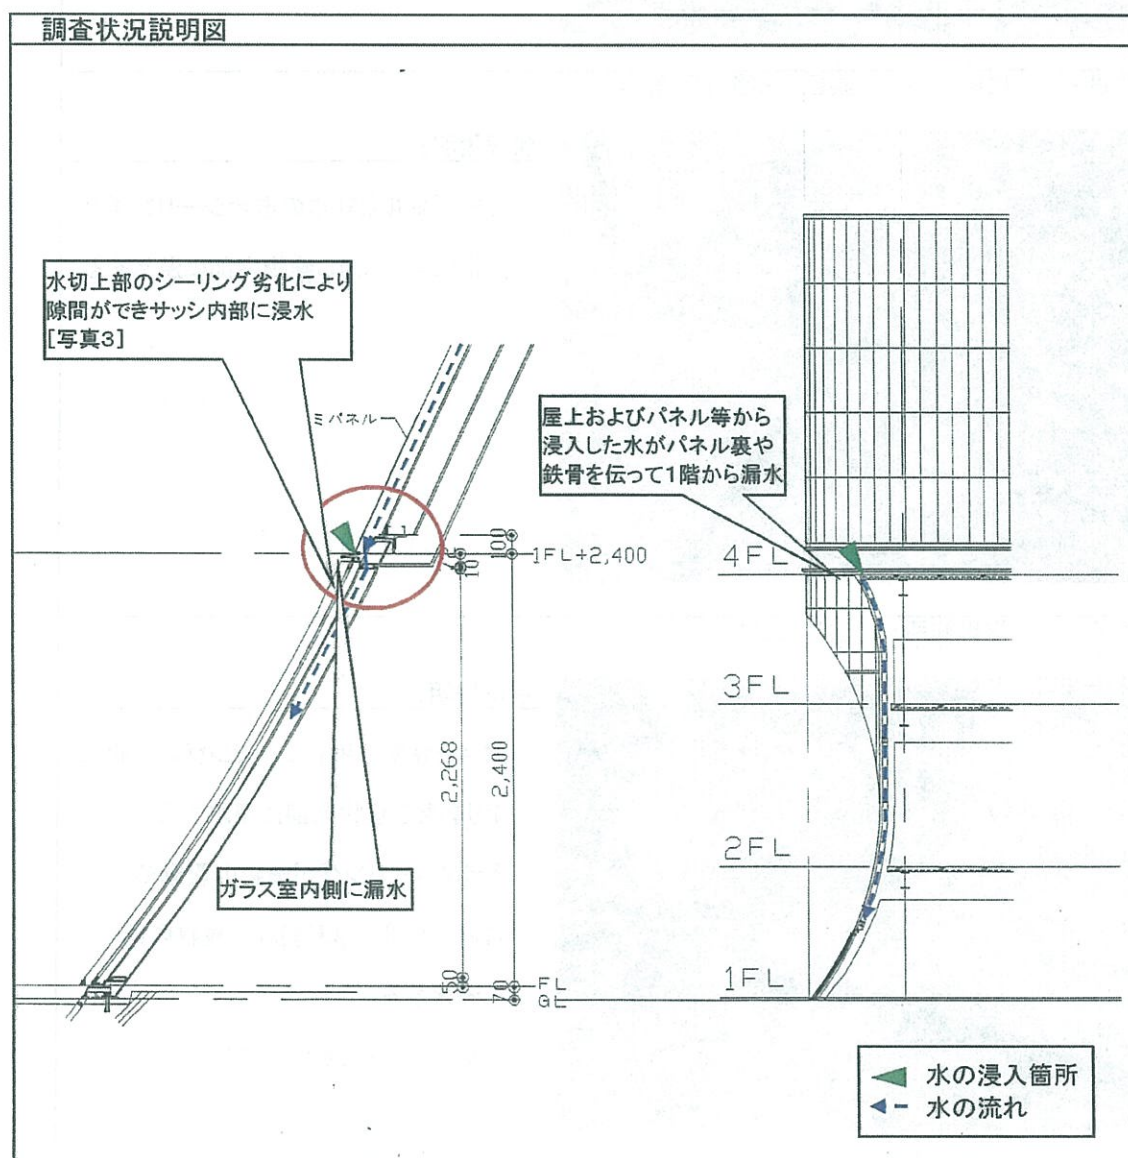 調査状況説明図
水切上部のシーリング劣化により
隙間ができサッシ内部に浸水
[写真3]
ミパネル
屋上およびパネル等から
浸入した水がパネル裏や
鉄骨を伝って1階から漏水
100
1FL+2,400
10
2,268
2,400
ガラス室内側に漏水
50
70
FL
GL
4FL
3FL
2FL
1FL
水の浸入箇所
水の流れ